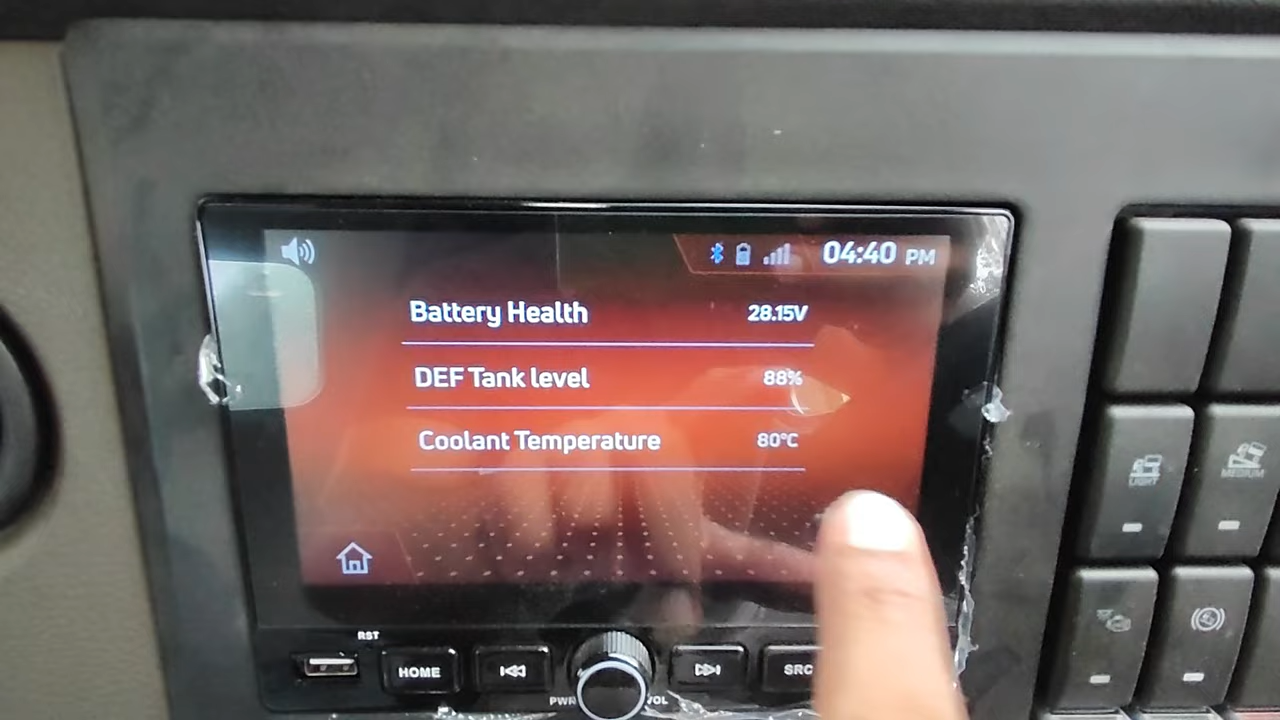 04:40 PM
Battery Health 28.15V
DEF Tank level 88%
Coolant Temperature 80°C
RST
HOME
SRC
PWR
VOL
LIGHT
MEDIUM